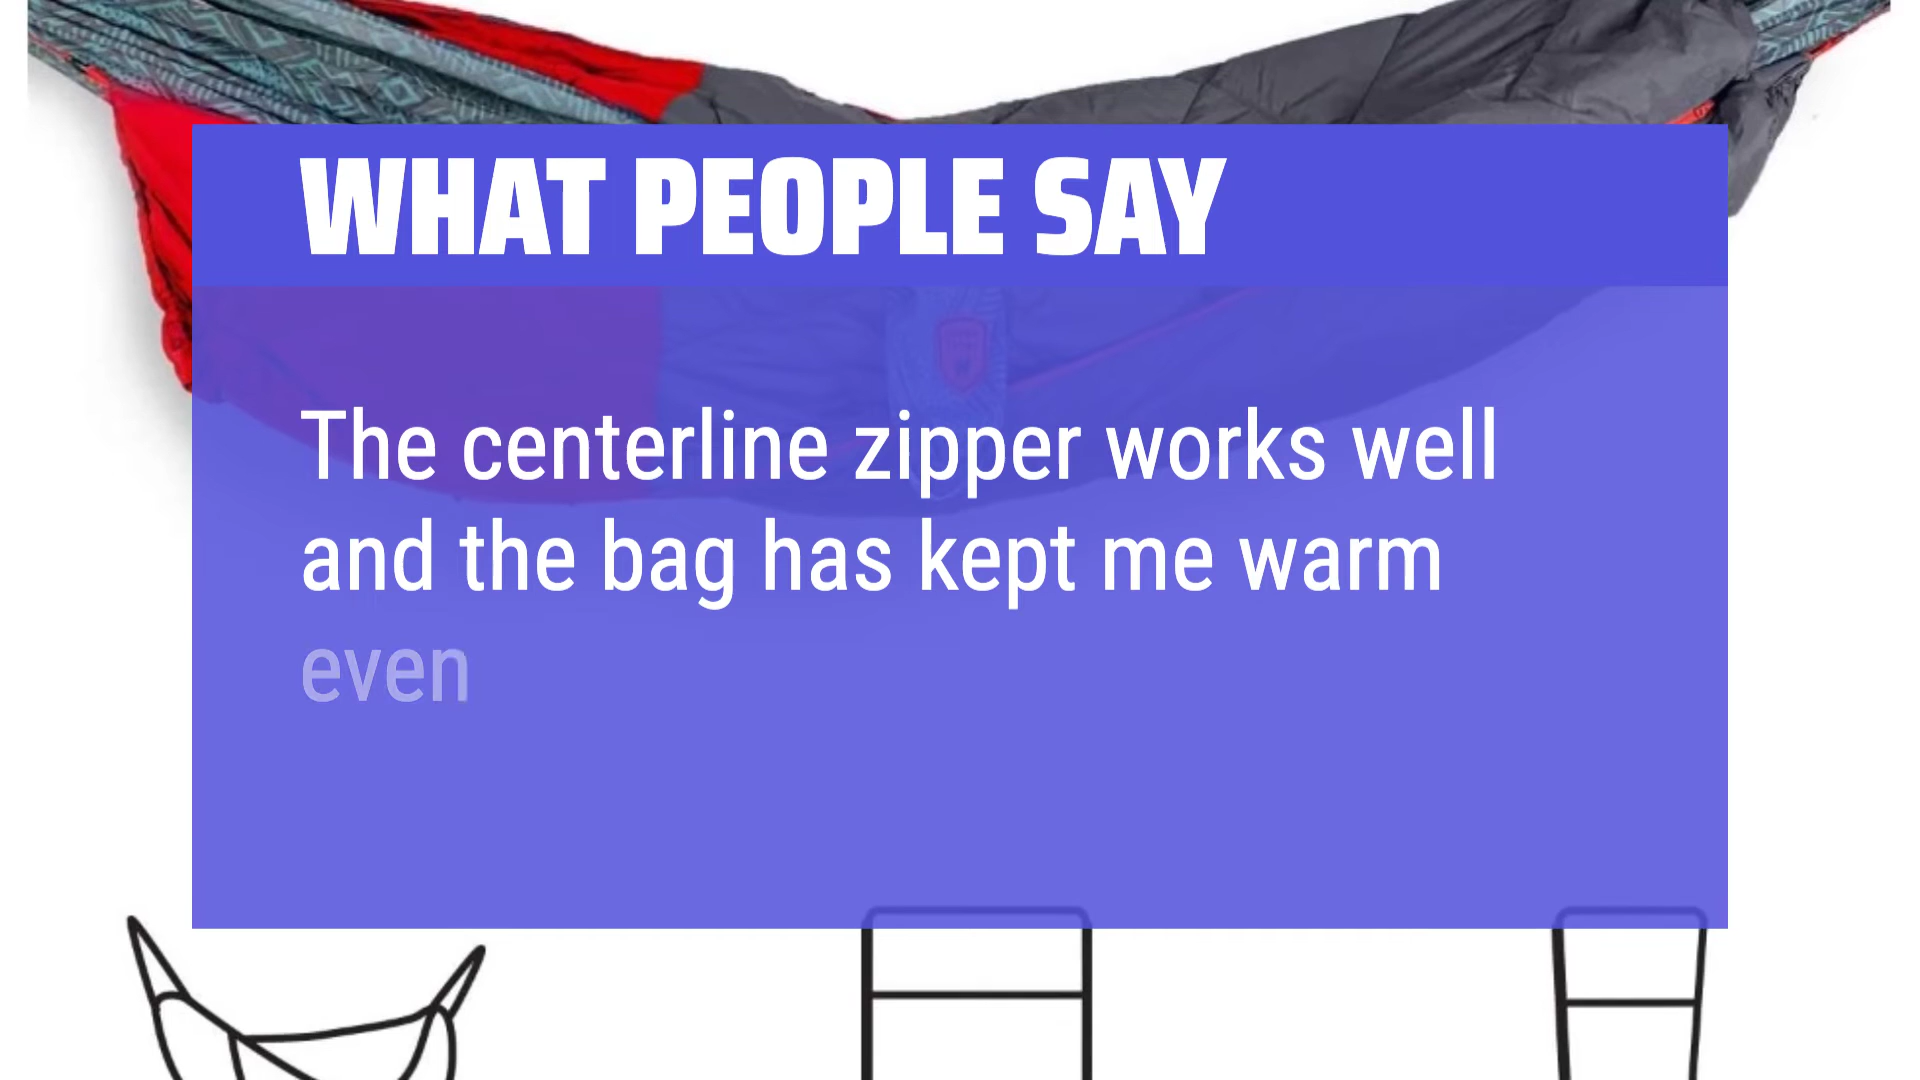 WHAT PEOPLE SAY
The centerline zipper works well
and the bag has kept me warm
even